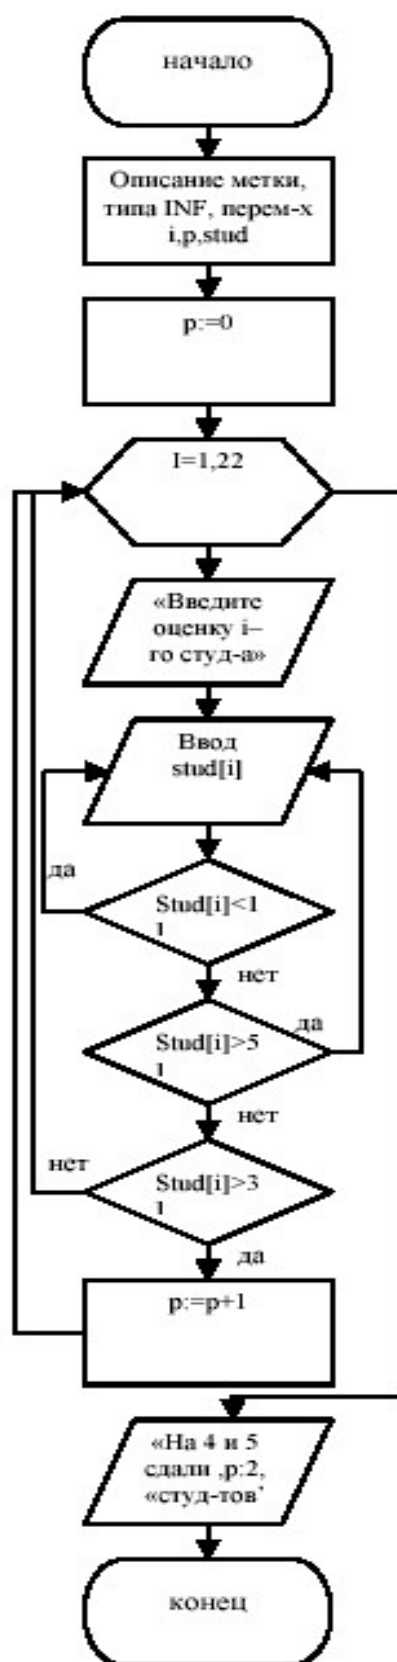 начало
Описание метки,
типа INF, перем-х
i,p,stud
p:=0
I=1,22
«Введите
оценку i–
го студ-а»
Ввод
stud[i]
да
Stud[i]<1
1
нет
да
Stud[i]>5
1
нет
нет
Stud[i]>3
1
да
p:=p+1
«На 4 и 5
сдали ,p:2,
«студ-тов’
конец